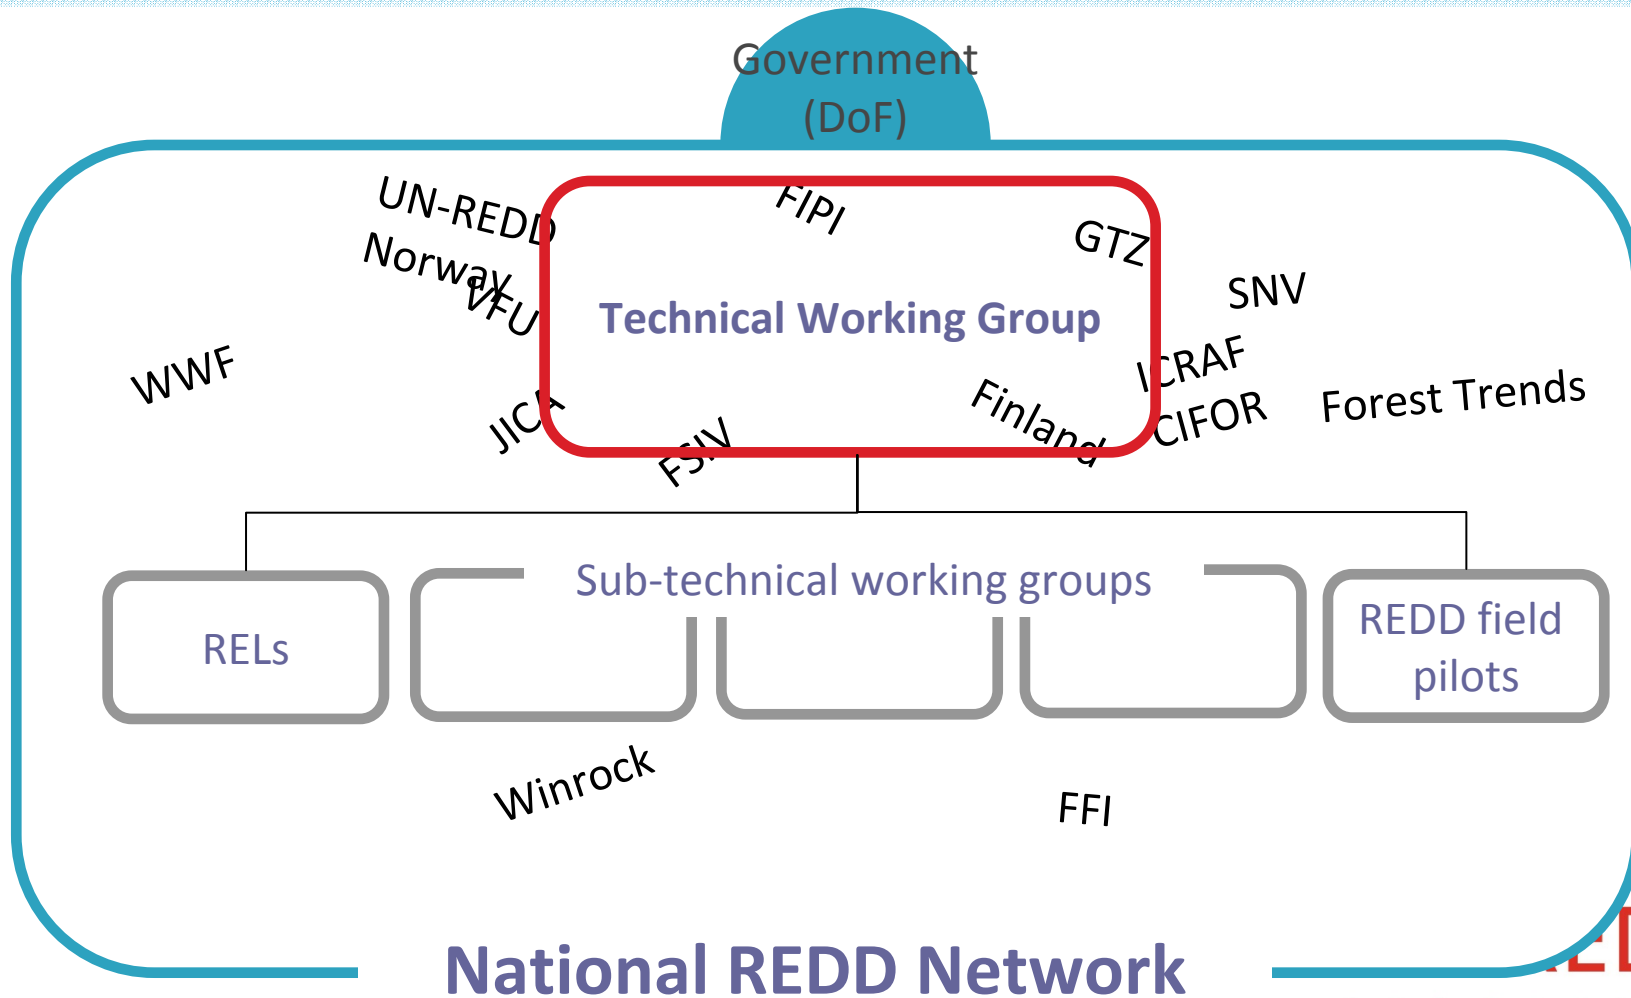 Government
(DoF)
UN-REDD
FIPI
GTZ
Norway
VFU
SNV
Technical Working Group
WWF
ICRAF
JICA
Finland
CIFOR
Forest Trends
FSIV
Sub-technical working groups
RELs
REDD field
pilots
Winrock
FFI
National REDD Network